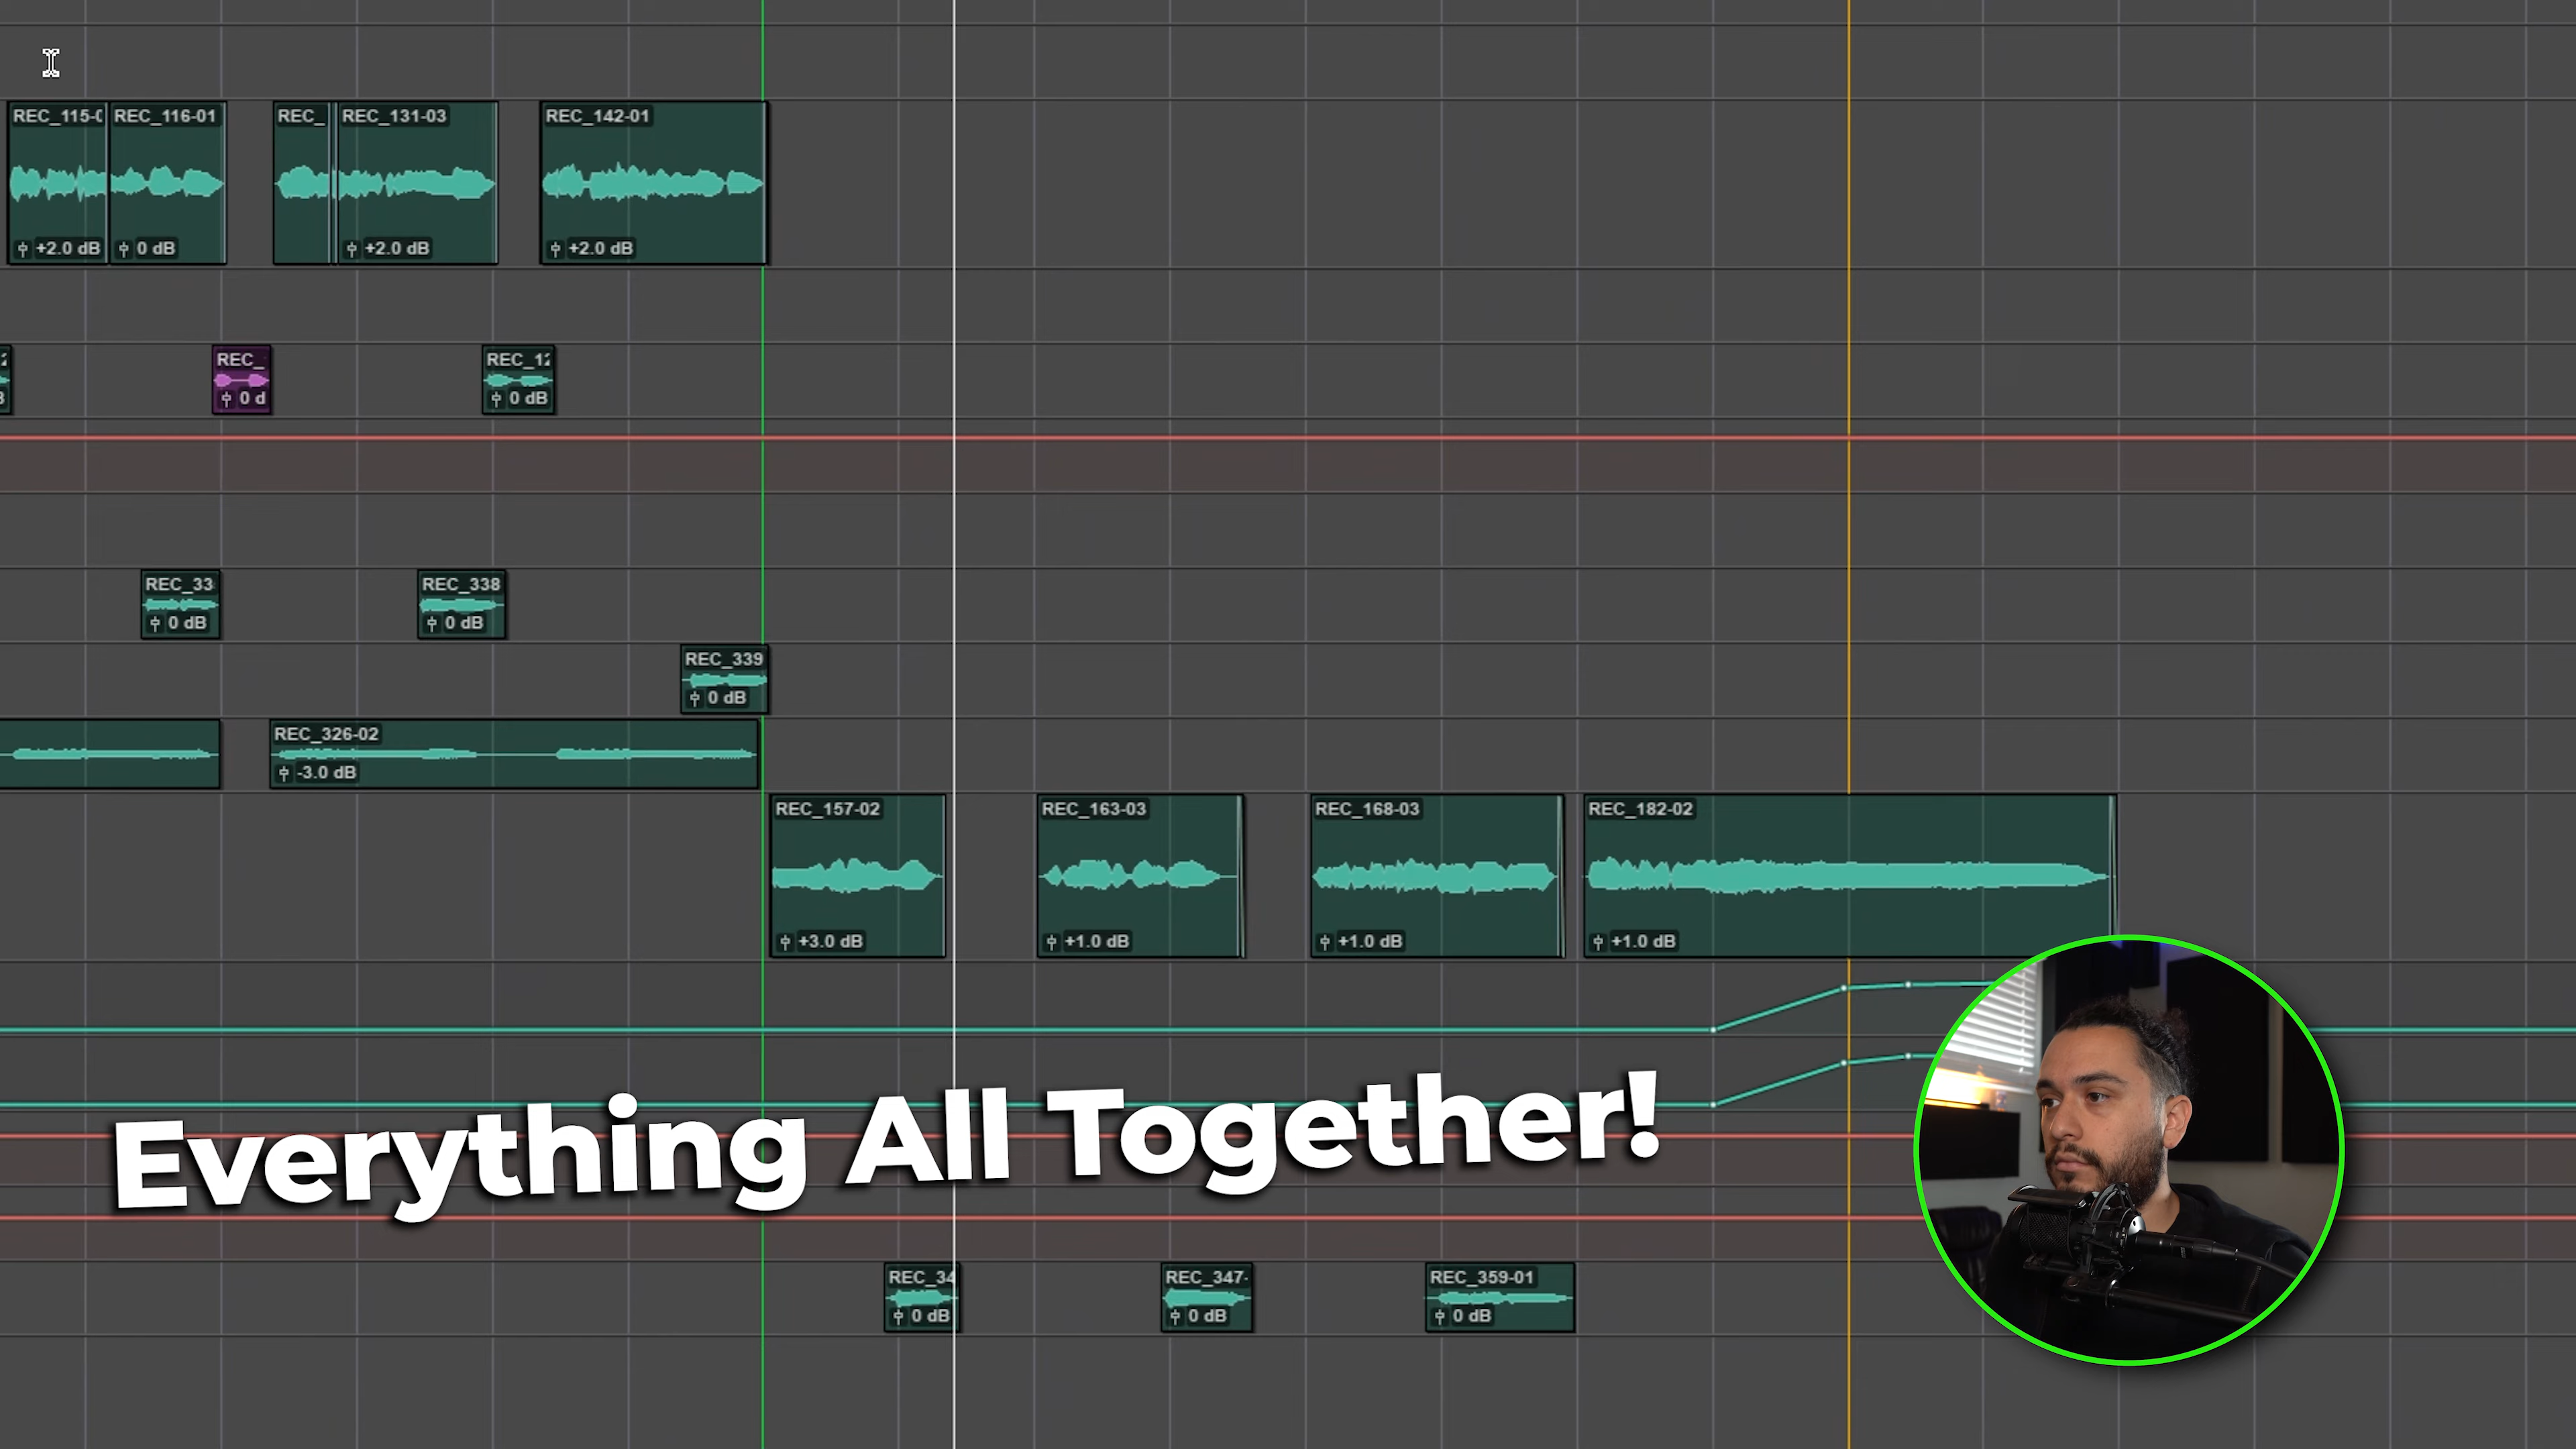 REC_115-0 REC_116-01 REC_ REC_131-03 REC_142-01
+2.0 dB 0 dB +2.0 dB +2.0 dB
REC_ REC_12
0 d 0 dB
REC_33 REC_338
0 dB 0 dB
REC_339
0 dB
REC_326-02
-3.0 dB
REC_157-02 REC_163-03 REC_168-03 REC_182-02
+3.0 dB +1.0 dB +1.0 dB +1.0 dB
Everything All Together!
REC_34 REC_347- REC_359-01
0 dB 0 dB 0 dB